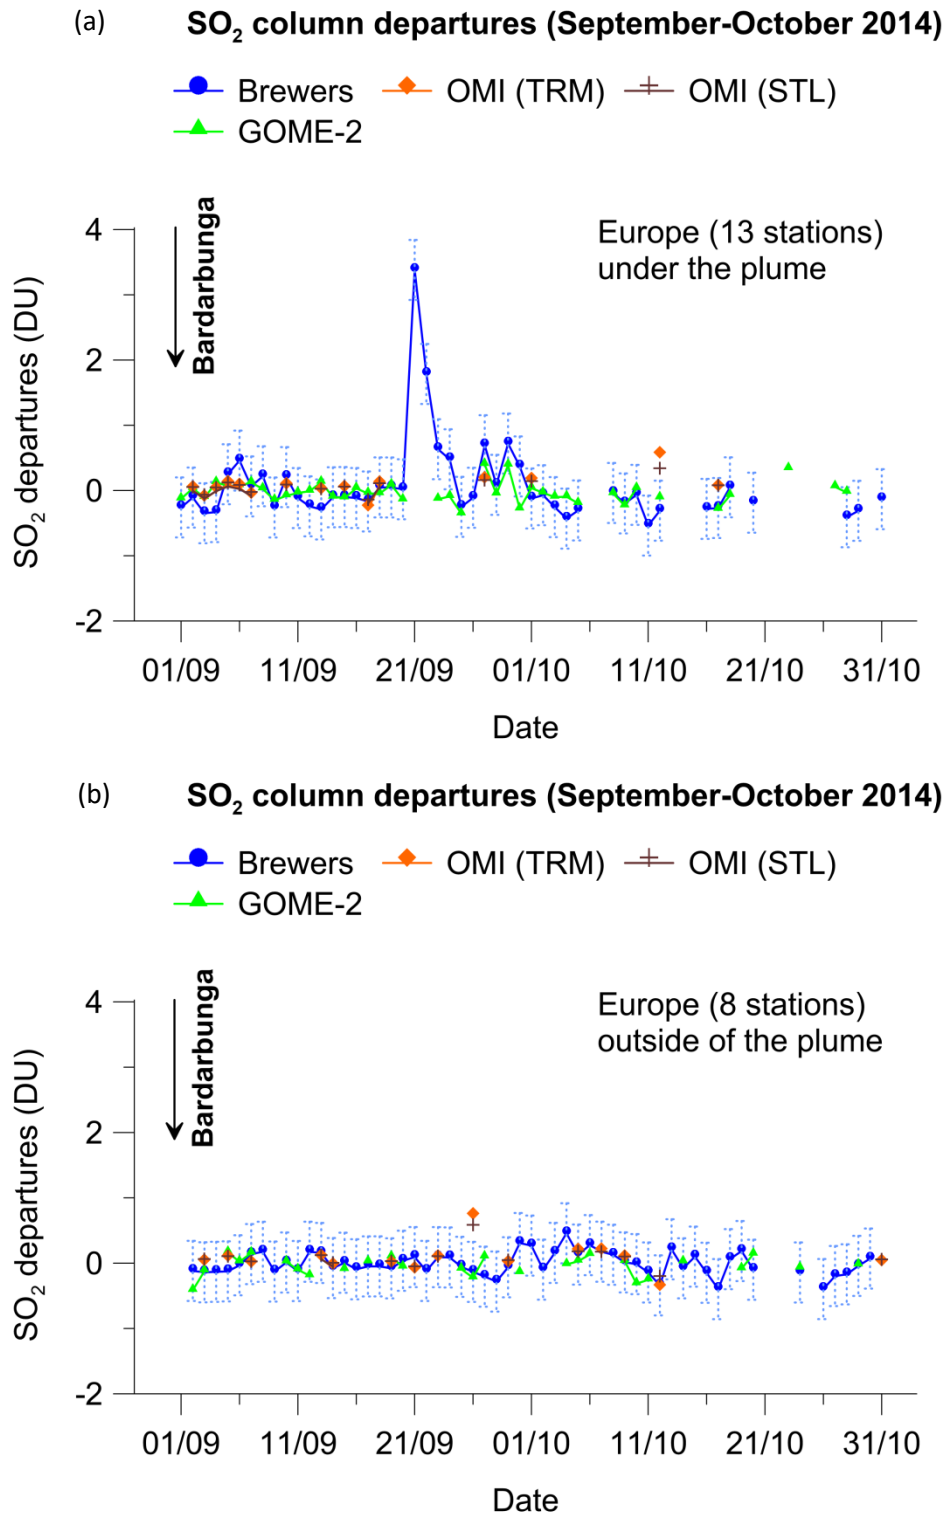 (a) SO₂ column departures (September-October 2014)
Brewers OMI (TRM) OMI (STL)
GOME-2
Bardarbunga
Europe (13 stations)
under the plume
SO₂ departures (DU)
4
2
0
-2
01/09 11/09 21/09 01/10 11/10 21/10 31/10
Date
(b) SO₂ column departures (September-October 2014)
Brewers OMI (TRM) OMI (STL)
GOME-2
Bardarbunga
Europe (8 stations)
outside of the plume
SO₂ departures (DU)
4
2
0
-2
01/09 11/09 21/09 01/10 11/10 21/10 31/10
Date